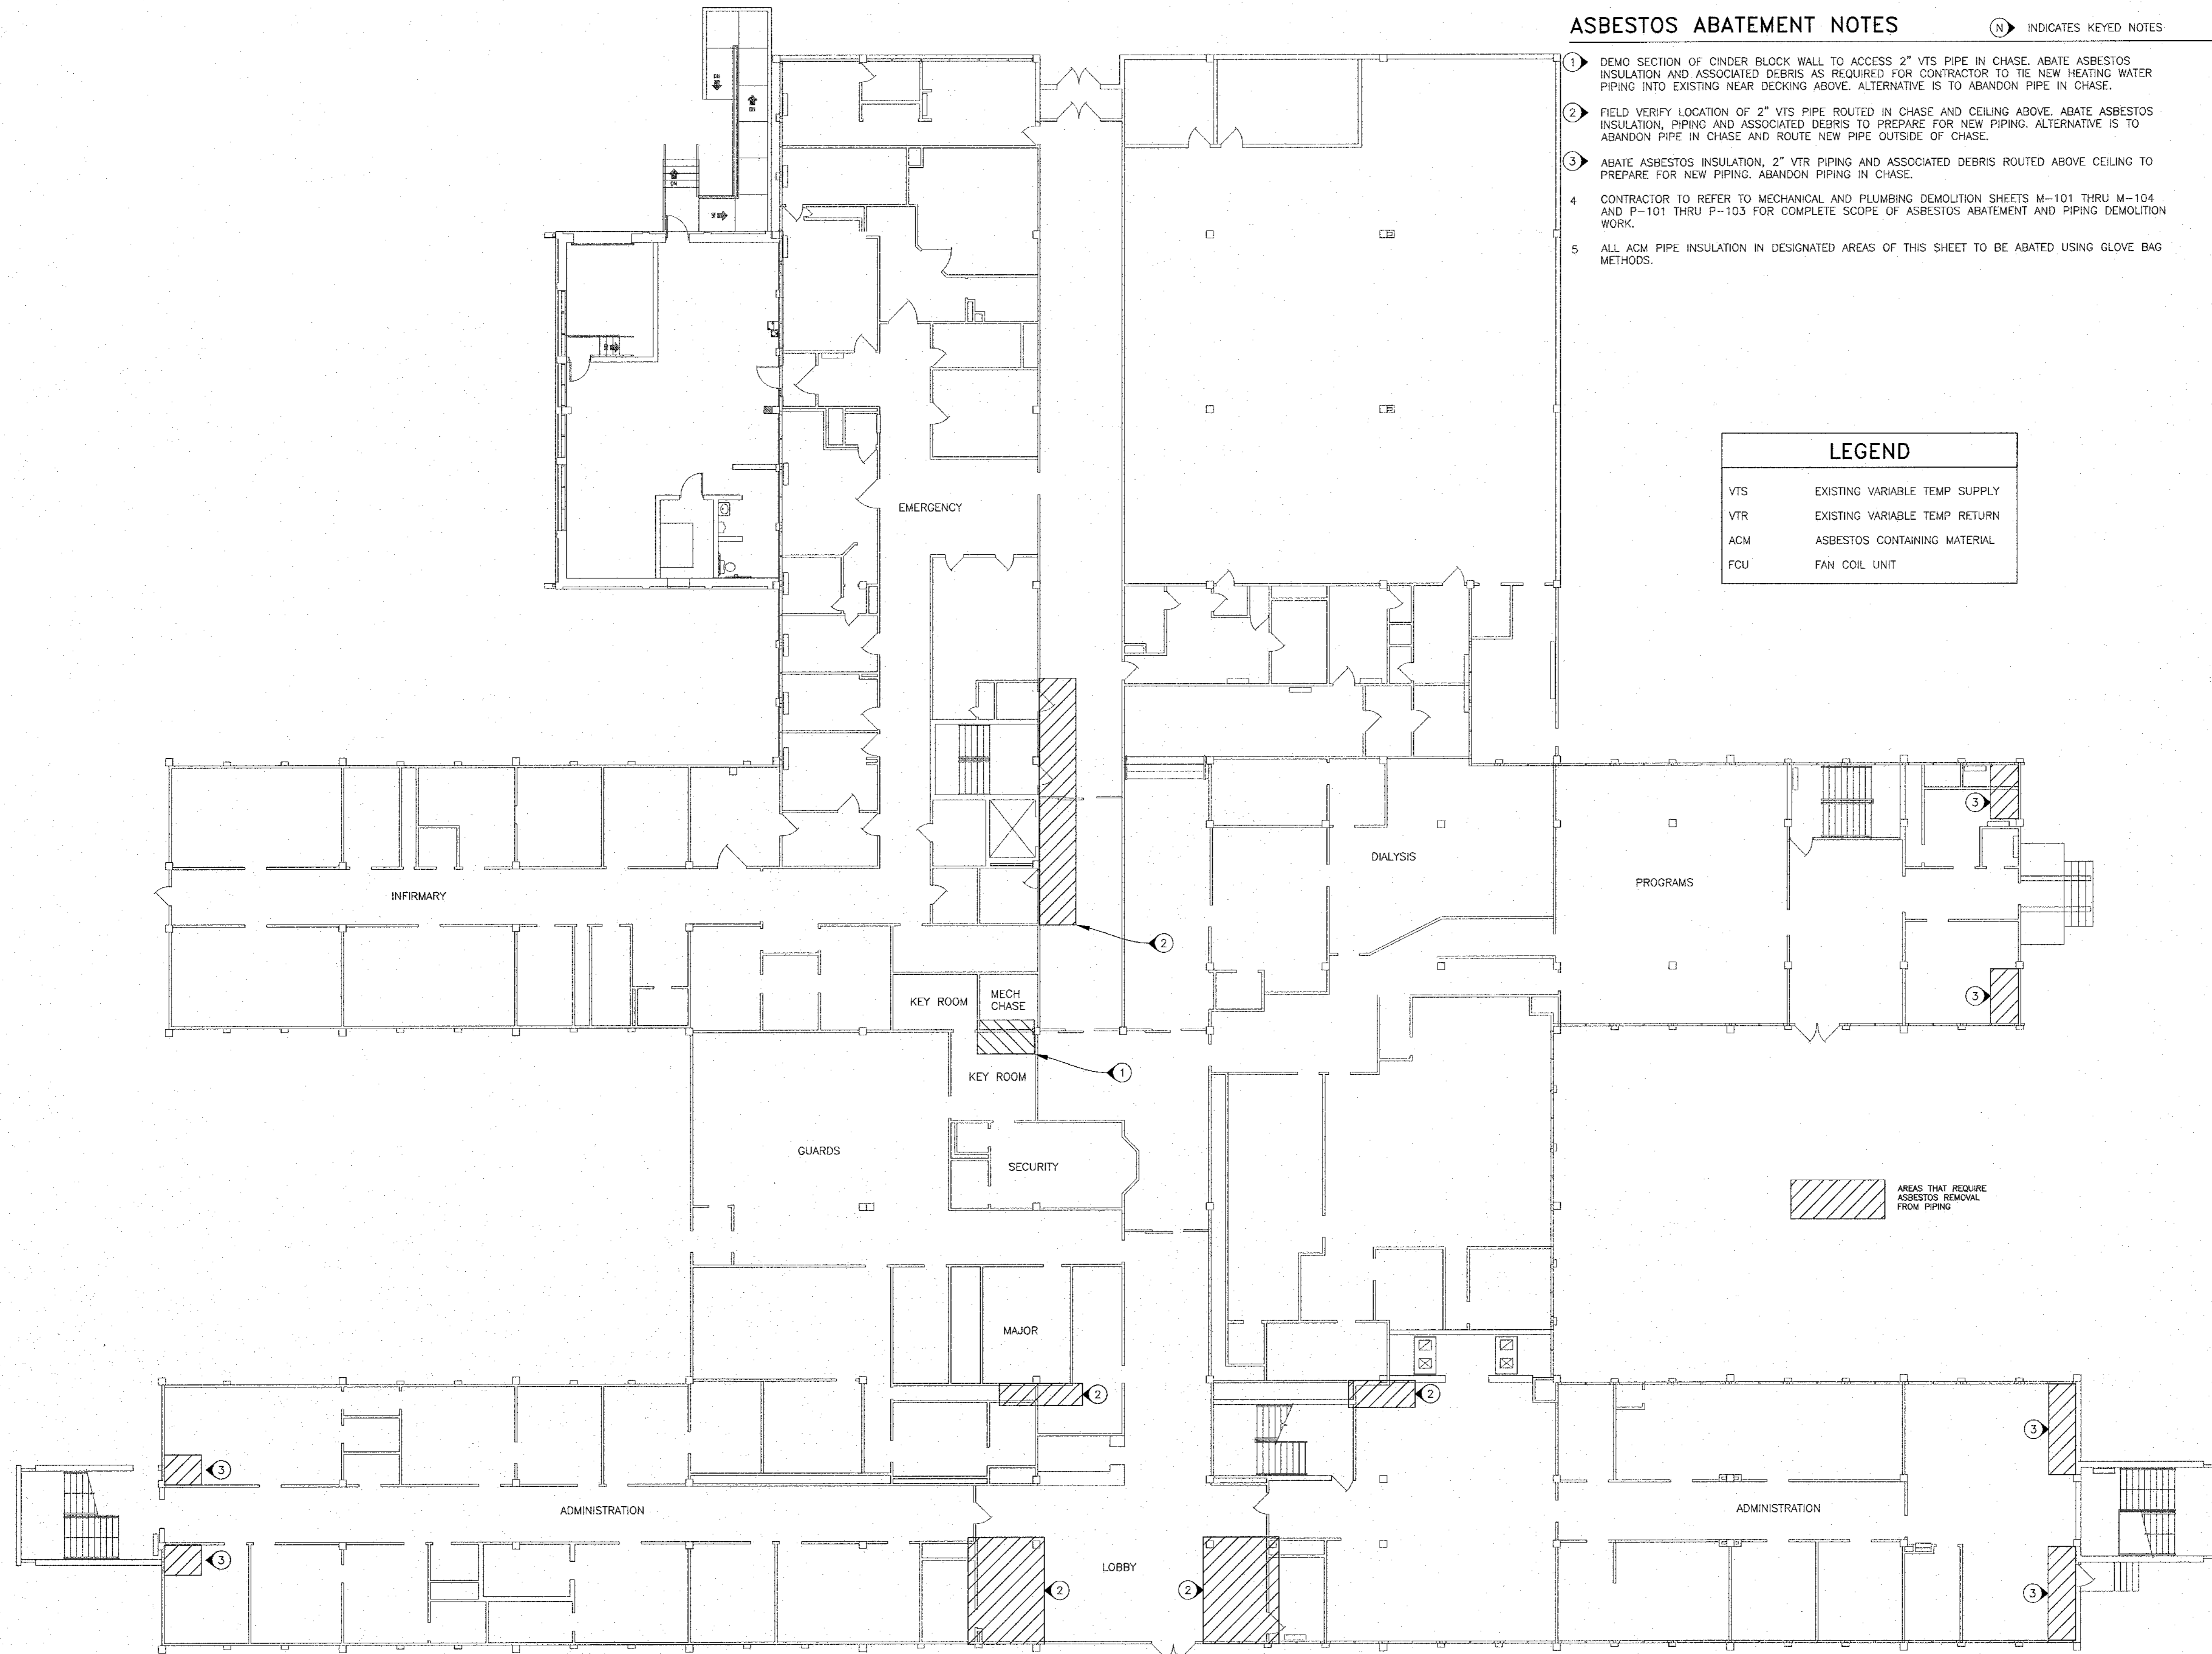 ASBESTOS ABATEMENT NOTES
N INDICATES KEYED NOTES
1 DEMO SECTION OF CINDER BLOCK WALL TO ACCESS 2" VTS PIPE IN CHASE. ABATE ASBESTOS
INSULATION AND ASSOCIATED DEBRIS AS REQUIRED FOR CONTRACTOR TO TIE NEW HEATING WATER
PIPING INTO EXISTING NEAR DECKING ABOVE. ALTERNATIVE IS TO ABANDON PIPE IN CHASE.
2 FIELD VERIFY LOCATION OF 2" VTS PIPE ROUTED IN CHASE AND CEILING ABOVE. ABATE ASBESTOS
INSULATION, PIPING AND ASSOCIATED DEBRIS TO PREPARE FOR NEW PIPING. ALTERNATIVE IS TO
ABANDON PIPE IN CHASE AND ROUTE NEW PIPE OUTSIDE OF CHASE.
3 ABATE ASBESTOS INSULATION, 2" VTR PIPING AND ASSOCIATED DEBRIS ROUTED ABOVE CEILING TO
PREPARE FOR NEW PIPING. ABANDON PIPING IN CHASE.
4 CONTRACTOR TO REFER TO MECHANICAL AND PLUMBING DEMOLITION SHEETS M-101 THRU M-104
AND P-101 THRU P-103 FOR COMPLETE SCOPE OF ASBESTOS ABATEMENT AND PIPING DEMOLITION
WORK.
5 ALL ACM PIPE INSULATION IN DESIGNATED AREAS OF THIS SHEET TO BE ABATED USING GLOVE BAG
METHODS.
LEGEND
VTS EXISTING VARIABLE TEMP SUPPLY
VTR EXISTING VARIABLE TEMP RETURN
ACM ASBESTOS CONTAINING MATERIAL
FCU FAN COIL UNIT
DN
DN
DN
EMERGENCY
3
DIALYSIS
PROGRAMS
INFIRMARY
2
KEY ROOM
MECH
CHASE
3
1
KEY ROOM
GUARDS
SECURITY
AREAS THAT REQUIRE
ASBESTOS REMOVAL
FROM PIPING
MAJOR
2
2
3
3
ADMINISTRATION
ADMINISTRATION
3
LOBBY
2
2
3